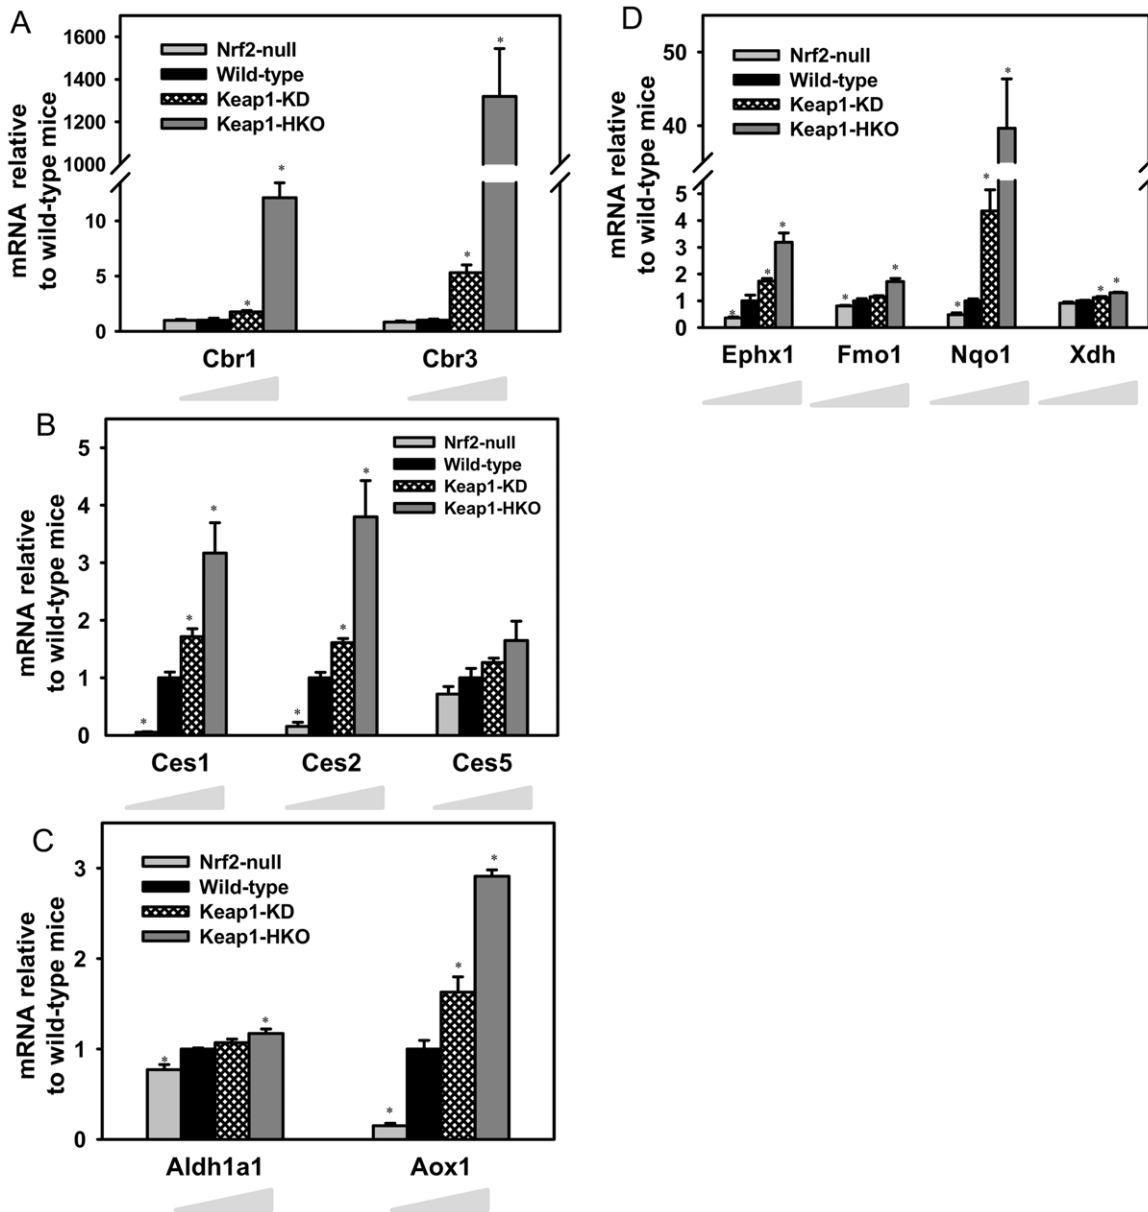 A
mRNA relative
to wild-type mice
1600
1400
1200
1000
10
5
0
Nrf2-null
Wild-type
Keap1-KD
Keap1-HKO
*
*
*
*
Cbr1 Cbr3
B
mRNA relative
to wild-type mice
5
4
3
2
1
0
Nrf2-null
Wild-type
Keap1-KD
Keap1-HKO
*
*
*
*
*
*
Ces1 Ces2 Ces5
C
mRNA relative
to wild-type mice
3
2
1
0
Nrf2-null
Wild-type
Keap1-KD
Keap1-HKO
*
*
*
*
*
Aldh1a1 Aox1
D
mRNA relative
to wild-type mice
50
40
5
4
3
2
1
0
Nrf2-null
Wild-type
Keap1-KD
Keap1-HKO
*
*
*
*
*
*
*
*
*
*
Ephx1 Fmo1 Nqo1 Xdh